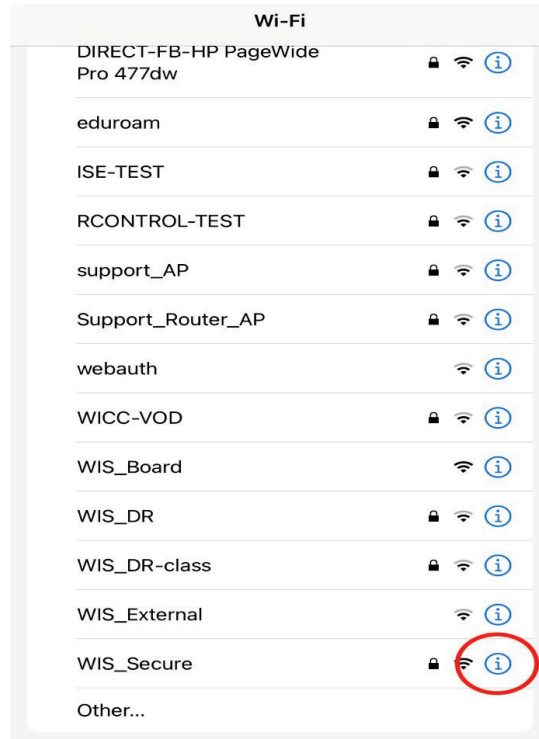 Wi-Fi
DIRECT-FB-HP PageWide
Pro 477dw
eduroam
ISE-TEST
RCONTROL-TEST
support_AP
Support_Router_AP
webauth
WICC-VOD
WIS_Board
WIS_DR
WIS_DR-class
WIS_External
WIS_Secure
Other...